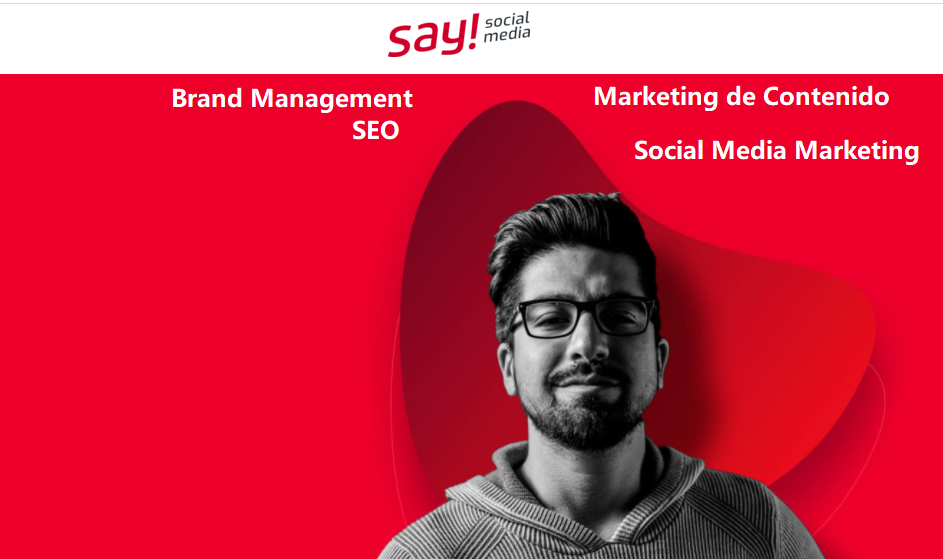 say! social
media
Brand Management
SEO
Marketing de Contenido
Social Media Marketing